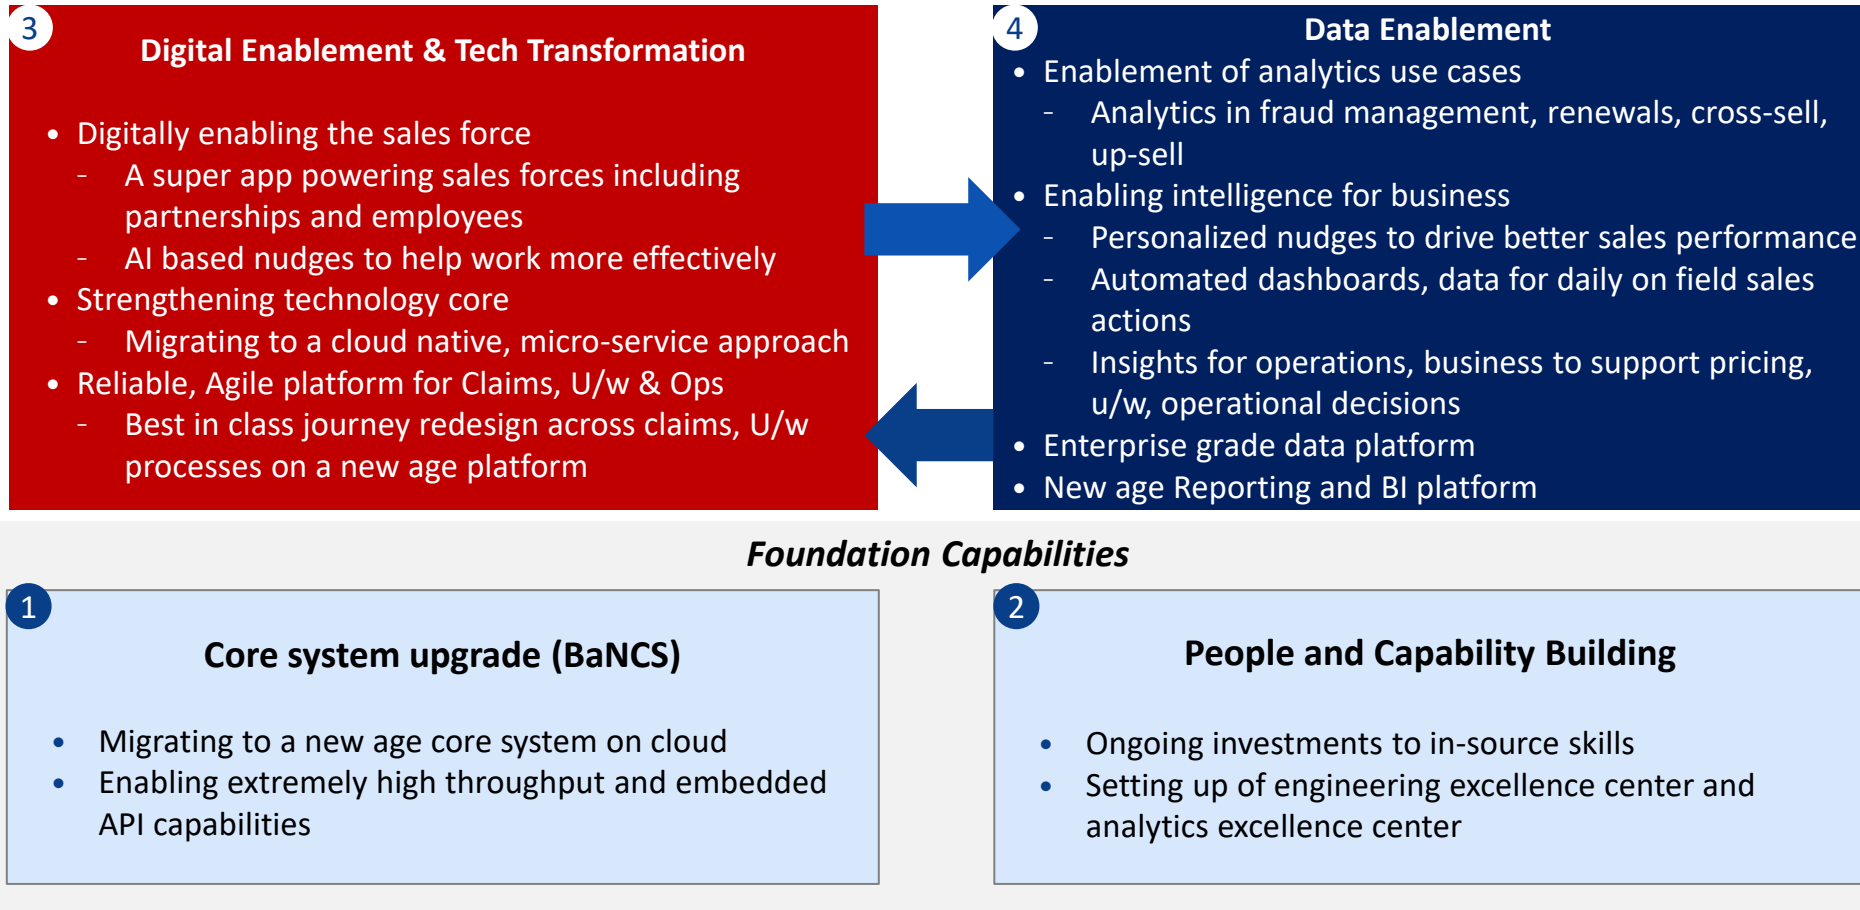 3
Digital Enablement & Tech Transformation
• Digitally enabling the sales force
- A super app powering sales forces including
partnerships and employees
- AI based nudges to help work more effectively
• Strengthening technology core
- Migrating to a cloud native, micro-service approach
• Reliable, Agile platform for Claims, U/w & Ops
- Best in class journey redesign across claims, U/w
processes on a new age platform
4
Data Enablement
• Enablement of analytics use cases
- Analytics in fraud management, renewals, cross-sell,
up-sell
• Enabling intelligence for business
- Personalized nudges to drive better sales performance
- Automated dashboards, data for daily on field sales
actions
- Insights for operations, business to support pricing,
u/w, operational decisions
• Enterprise grade data platform
• New age Reporting and BI platform
Foundation Capabilities
1
Core system upgrade (BaNCS)
• Migrating to a new age core system on cloud
• Enabling extremely high throughput and embedded
API capabilities
2
People and Capability Building
• Ongoing investments to in-source skills
• Setting up of engineering excellence center and
analytics excellence center